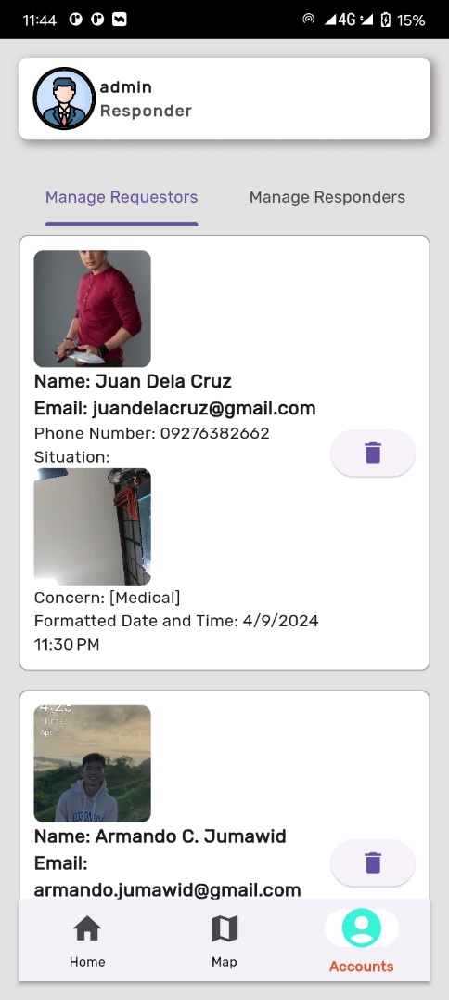 11:44
4G
15%
admin
Responder
Manage Requestors
Manage Responders
Name: Juan Dela Cruz
Email: juandelacruz@gmail.com
Phone Number: 09276382662
Situation:
Concern: [Medical]
Formatted Date and Time: 4/9/2024
11:30 PM
4:23
Name: Armando C. Jumawid
Email:
armando.jumawid@gmail.com
Home
Map
Accounts